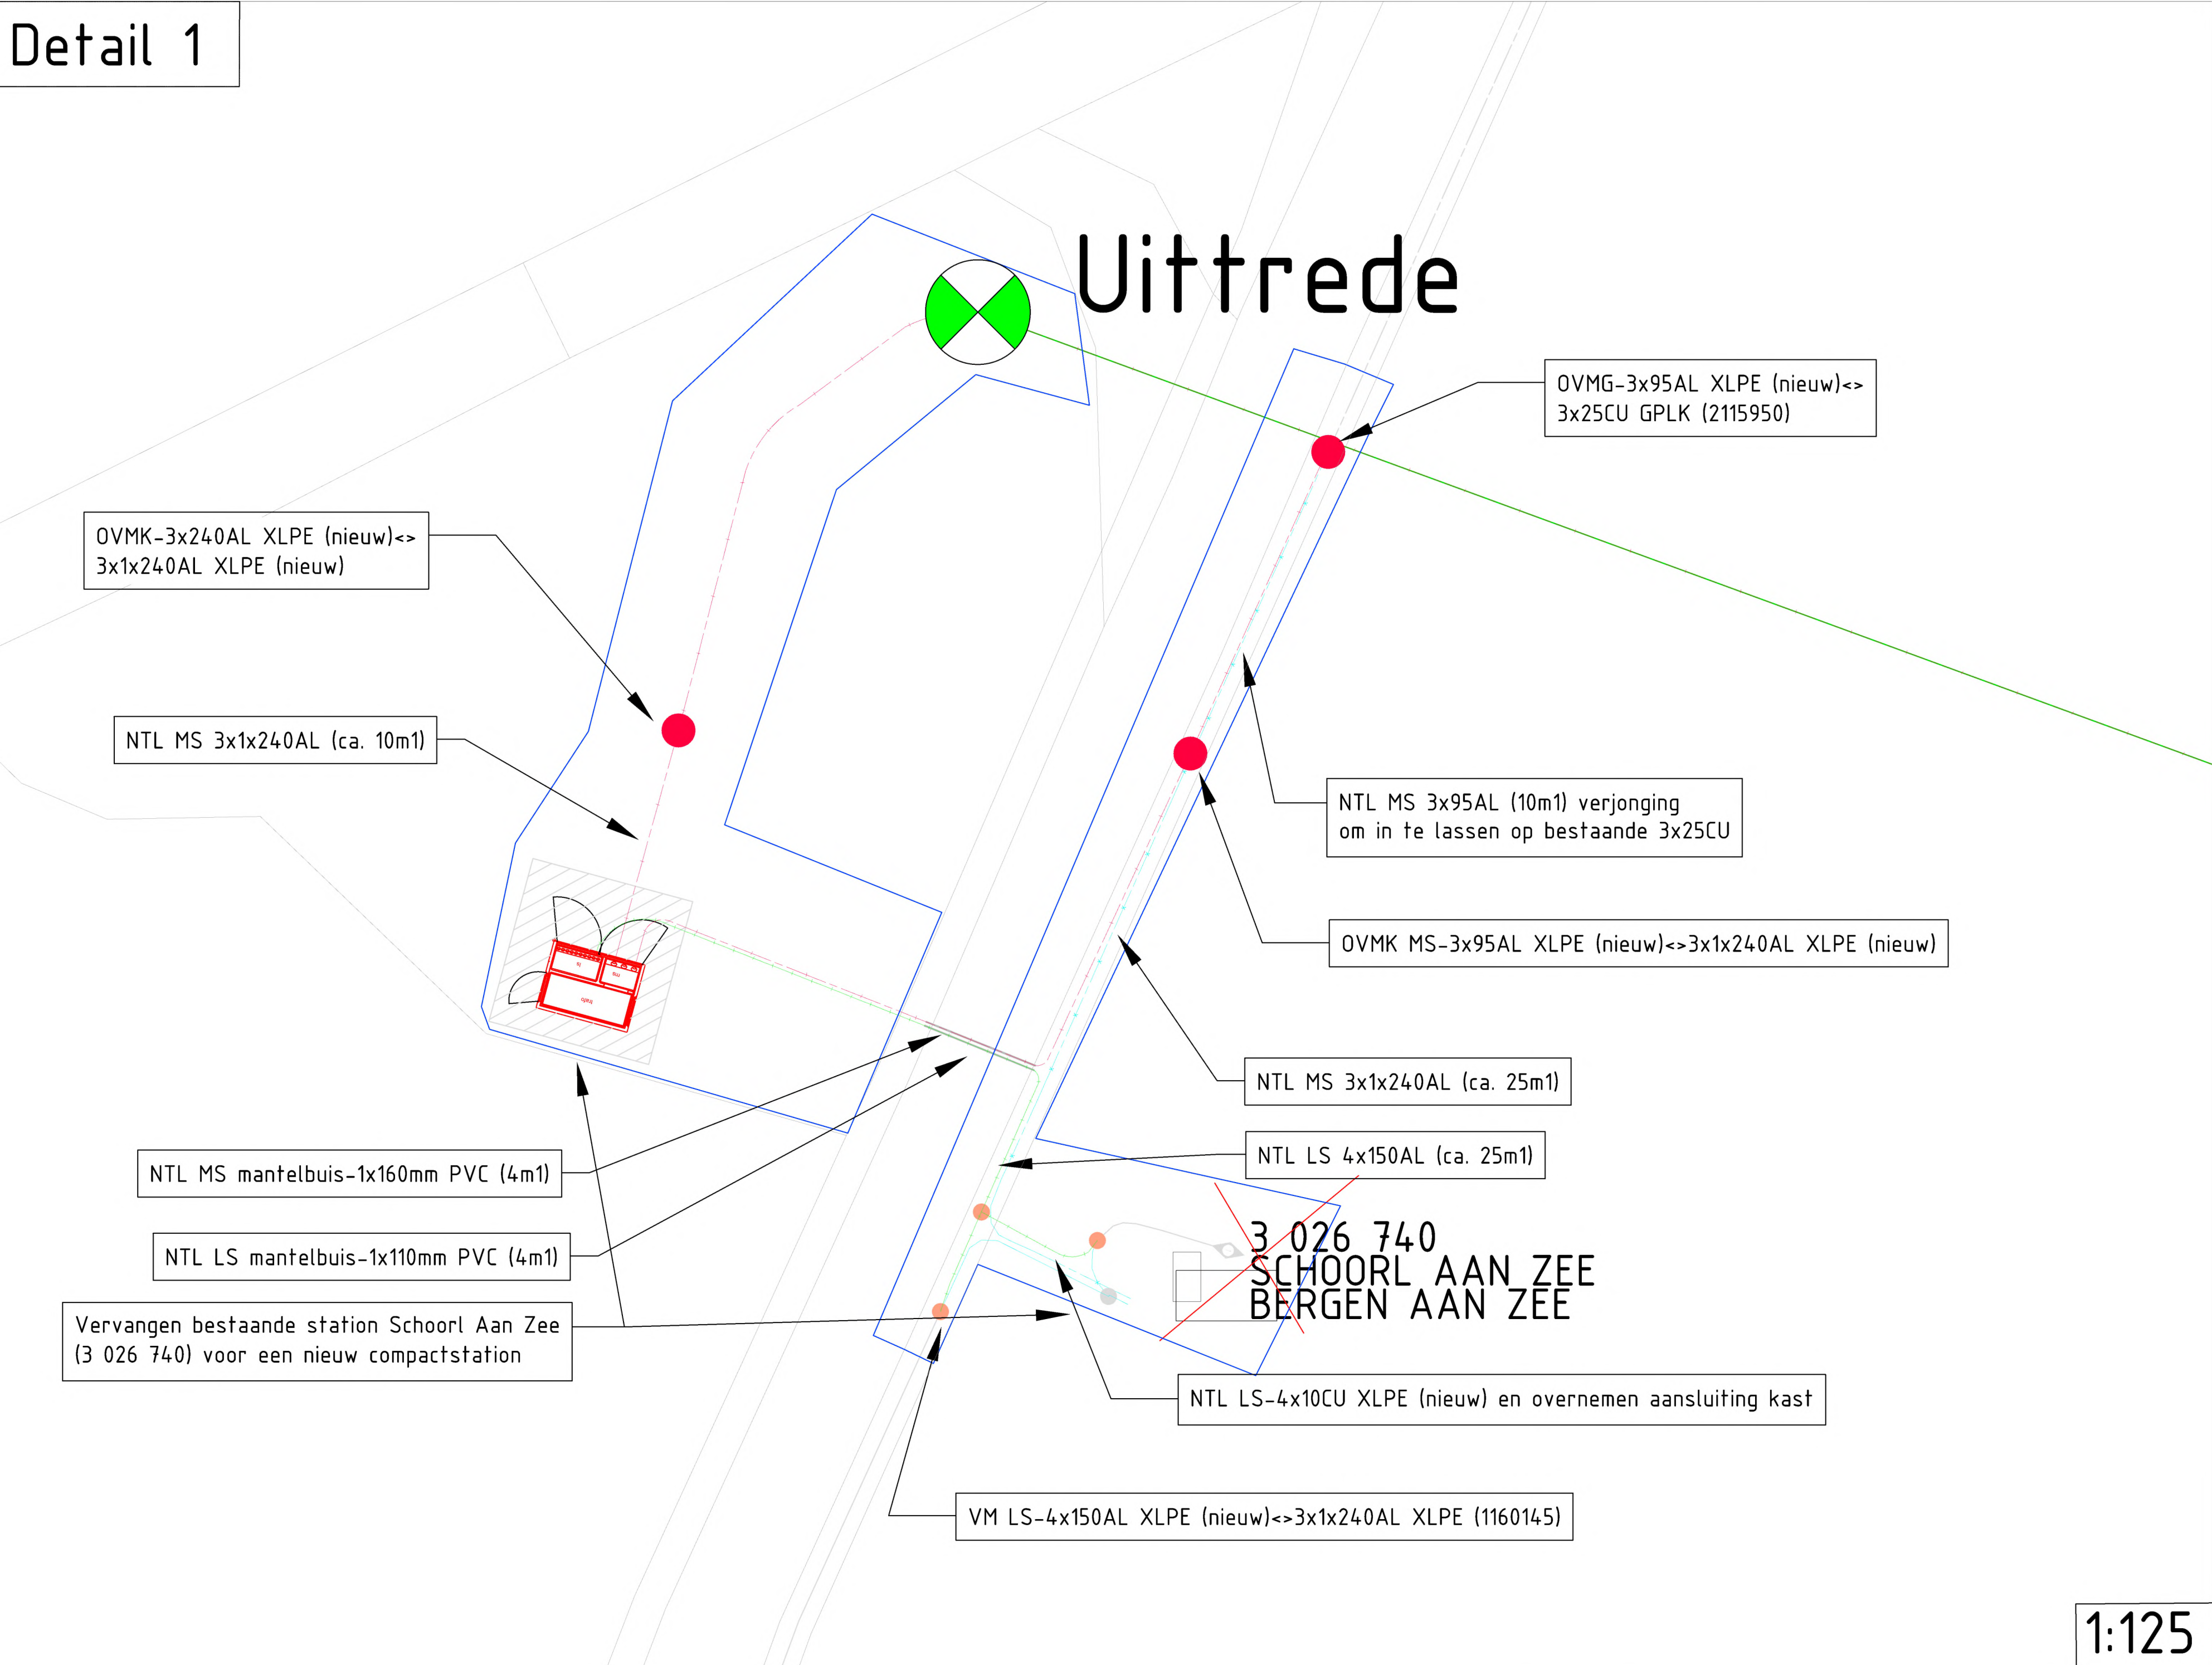 Detail 1
Uittrede
OVMG-3x95AL XLPE (nieuw)<>
3x25CU GPLK (2115950)
OVMK-3x240AL XLPE (nieuw)<>
3x1x240AL XLPE (nieuw)
NTL MS 3x1x240AL (ca. 10m1)
NTL MS 3x95AL (10m1) verjonging
om in te lassen op bestaande 3x25CU
OVMK MS-3x95AL XLPE (nieuw)<>3x1x240AL XLPE (nieuw)
ls
ms
trafo
NTL MS 3x1x240AL (ca. 25m1)
NTL LS 4x150AL (ca. 25m1)
NTL MS mantelbuis-1x160mm PVC (4m1)
NTL LS mantelbuis-1x110mm PVC (4m1)
3 026 740
SCHOORL AAN ZEE
BERGEN AAN ZEE
Vervangen bestaande station Schoorl Aan Zee
(3 026 740) voor een nieuw compactstation
NTL LS-4x10CU XLPE (nieuw) en overnemen aansluiting kast
VM LS-4x150AL XLPE (nieuw)<>3x1x240AL XLPE (1160145)
1:125